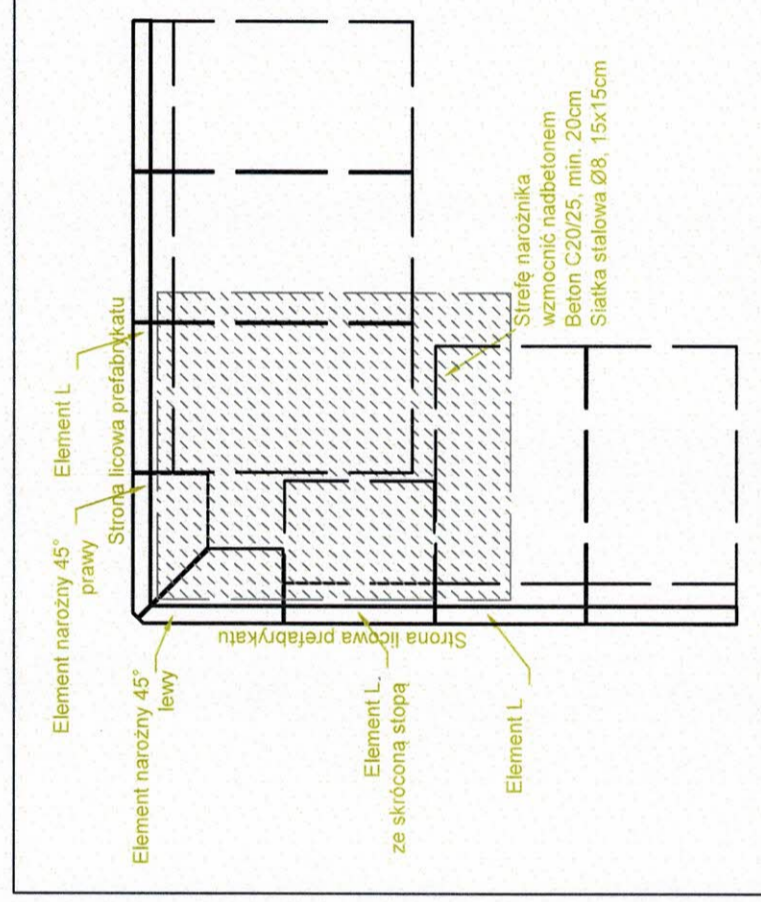 Element L
Strona licowa prefabrykatu
Element narożny 45°
prawy
Element narożny 45°
lewy
Strona licowa prefabrykatu
Element L.
ze skróconą stopą
Element L
Strefę narożnika
wzmocnić nadbetonem
Beton C20/25, min. 20cm
Siatka stalowa Ø8, 15x15cm